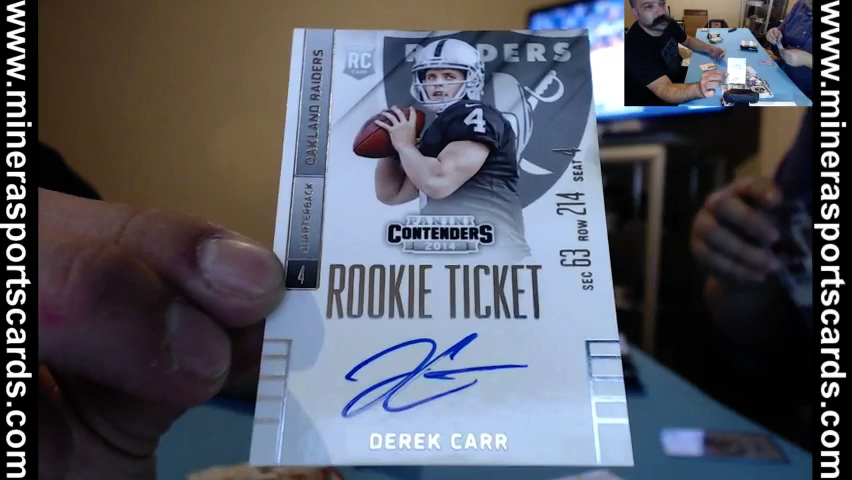 www.minerasportscards.com
RAIDERS
RC
CARD
OAKLAND RAIDERS
QUARTERBACK
4
4
PANINI
CONTENDERS
2014
SEC 63 ROW 214 SEAT 4
ROOKIE TICKET
DEREK CARR
www.minerasportscards.com